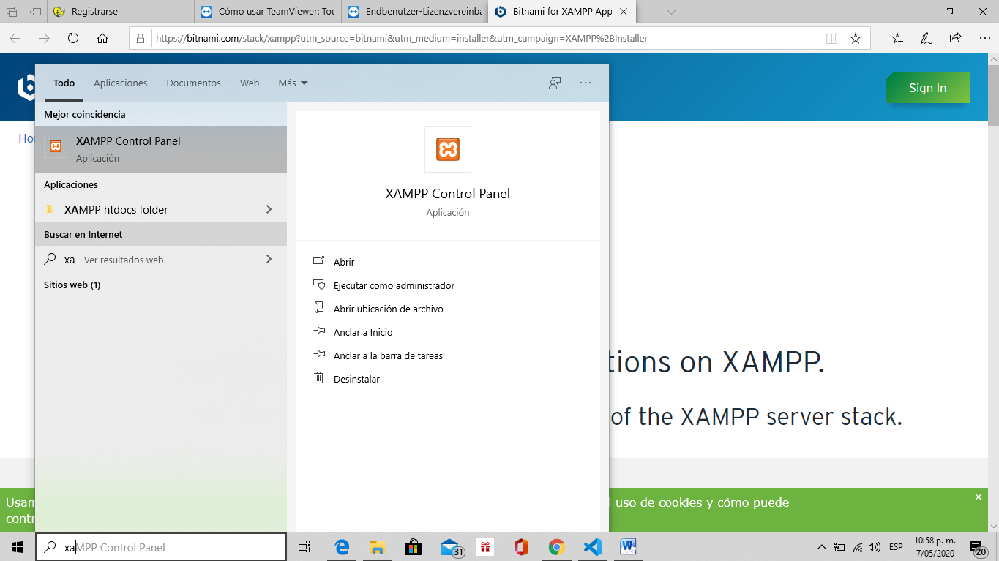 Registrarse
Cómo usar TeamViewer: Toc
Endbenutzer-Lizenzvereinba
Bitnami for XAMPP App
https://bitnami.com/stack/xampp?utm_source=bitnami&utm_medium=installer&utm_campaign=XAMPP%2BInstaller
Sign In
Todo
Aplicaciones
Documentos
Web
Más
Mejor coincidencia
XAMPP Control Panel
Aplicación
Aplicaciones
XAMPP htdocs folder
Buscar en Internet
xa - Ver resultados web
Sitios web (1)
XAMPP Control Panel
Aplicación
Abrir
Ejecutar como administrador
Abrir ubicación de archivo
Anclar a Inicio
Anclar a la barra de tareas
Desinstalar
Ho
tions on XAMPP.
of the XAMPP server stack.
Usam
l uso de cookies y cómo puede
contr
xaMPP Control Panel
31
ESP
10:58 p. m.
7/05/2020
20